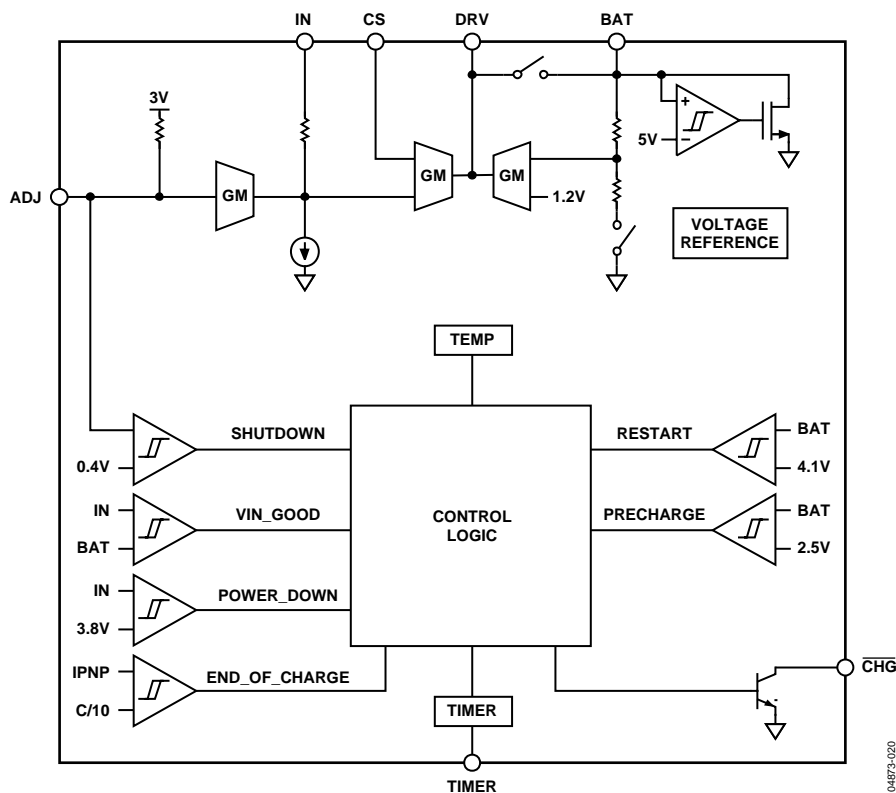 IN CS DRV BAT
3V
+
5V –
ADJ
GM GM GM
1.2V
VOLTAGE
REFERENCE
TEMP
SHUTDOWN
0.4V
IN
VIN_GOOD
BAT
IN
POWER_DOWN
3.8V
IPNP
END_OF_CHARGE
C/10
CONTROL
LOGIC
RESTART
BAT
4.1V
PRECHARGE
BAT
2.5V
TIMER
CHG
TIMER
04873-020